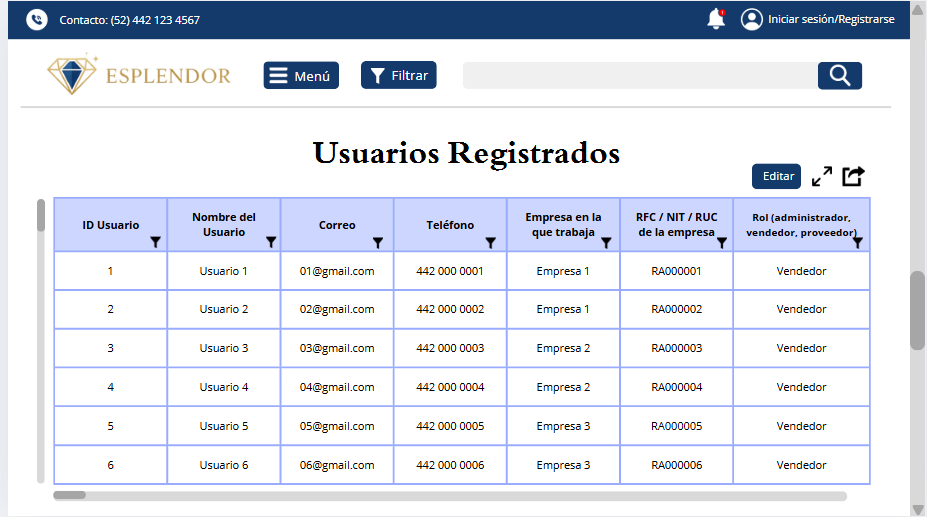 Contacto: (52) 442 123 4567
Iniciar sesión/Registrarse
ESPLENDOR
Menú
Filtrar
Usuarios Registrados
Editar
ID Usuario
Nombre del
Usuario
Correo
Teléfono
Empresa en la
que trabaja
RFC / NIT / RUC
de la empresa
Rol (administrador,
vendedor, proveedor)
1 Usuario 1 01@gmail.com 442 000 0001 Empresa 1 RA000001 Vendedor
2 Usuario 2 02@gmail.com 442 000 0002 Empresa 1 RA000002 Vendedor
3 Usuario 3 03@gmail.com 442 000 0003 Empresa 2 RA000003 Vendedor
4 Usuario 4 04@gmail.com 442 000 0004 Empresa 2 RA000004 Vendedor
5 Usuario 5 05@gmail.com 442 000 0005 Empresa 3 RA000005 Vendedor
6 Usuario 6 06@gmail.com 442 000 0006 Empresa 3 RA000006 Vendedor